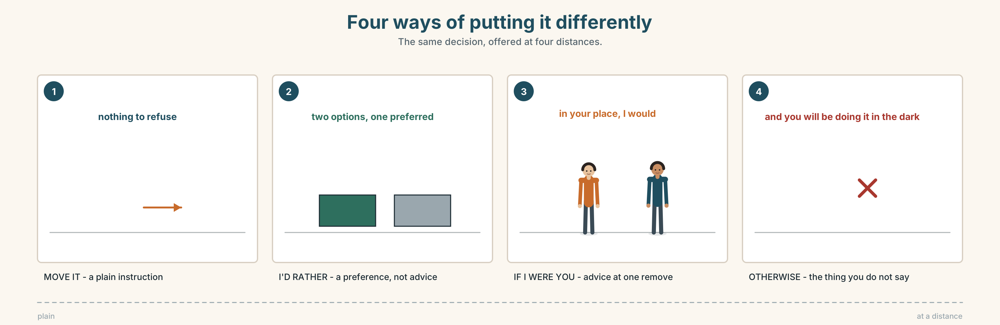 Four ways of putting it differently
The same decision, offered at four distances.
1
nothing to refuse
MOVE IT - a plain instruction
2
two options, one preferred
I'D RATHER - a preference, not advice
3
in your place, I would
IF I WERE YOU - advice at one remove
4
and you will be doing it in the dark
OTHERWISE - the thing you do not say
plain
at a distance